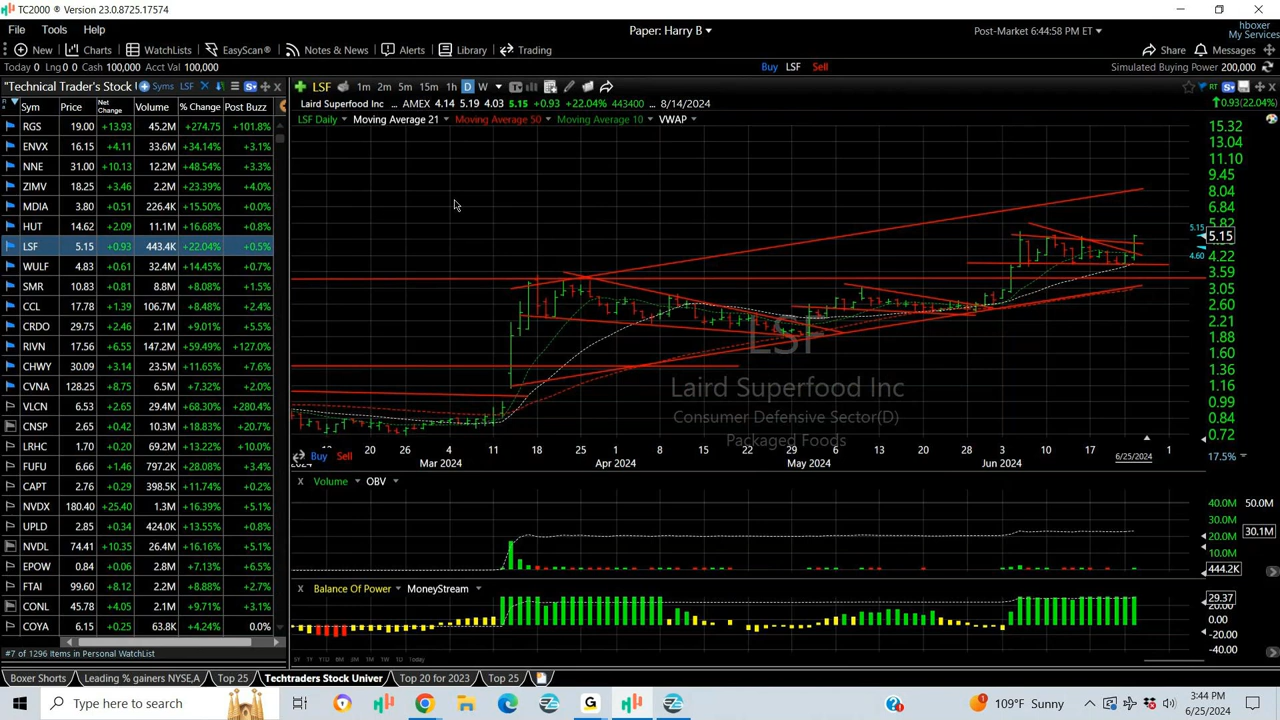 TC2000 ® Version 23.0.8725.17574
File Tools Help Paper: Harry B Post-Market 6:44:58 PM ET hboxer
My Services
New Charts WatchLists EasyScan® Notes & News Alerts Library Trading Share Messages
Today 0 Lng 0 0 Cash 100,000 Acct Val 100,000 Buy LSF Sell Simulated Buying Power 200,000
"Technical Trader's Stock Syms LSF 1m 2m 5m 15m 1h D W RT
Sym Price Net Change Volume % Change Post Buzz
Laird Superfood Inc ... AMEX 4.14 5.19 4.03 5.15 +0.93 +22.04% 443400 ... 8/14/2024 0.93(22.04%)
LSF Daily Moving Average 21 Moving Average 50 Moving Average 10 VWAP
RGS 19.00 +13.93 45.2M +274.75 +101.8%
ENVX 16.15 +4.11 33.6M +34.14% +3.1%
NNE 31.00 +10.13 12.2M +48.54% +3.3%
ZIMV 18.25 +3.46 2.2M +23.39% +4.0%
MDIA 3.80 +0.51 226.4K +15.50% +0.0%
HUT 14.62 +2.09 11.1M +16.68% +0.8%
LSF 5.15 +0.93 443.4K +22.04% +0.5%
WULF 4.83 +0.61 32.4M +14.45% +0.7%
SMR 10.83 +0.81 8.8M +8.08% +1.5%
CCL 17.78 +1.39 106.7M +8.48% +2.4%
CRDO 29.75 +2.46 2.1M +9.01% +5.5%
RIVN 17.56 +6.55 147.2M +59.49% +127.0%
CHWY 30.09 +3.14 23.5M +11.65% +7.6%
CVNA 128.25 +8.75 6.5M +7.32% +2.0%
VLCN 6.53 +2.65 29.4M +68.30% +280.4%
CNSP 2.65 +0.42 10.3M +18.83% +20.7%
LRHC 1.70 +0.20 69.2M +13.22% +10.0%
FUFU 6.66 +1.46 797.2K +28.08% +3.4%
CAPT 2.76 +0.29 398.5K +11.74% +0.2%
NVDX 180.40 +25.40 1.3M +16.39% +5.1%
UPLD 2.85 +0.34 424.0K +13.55% +0.8%
NVDL 74.41 +10.35 26.4M +16.16% +5.1%
EPOW 0.84 +0.06 2.8M +7.13% +6.5%
FTAI 99.60 +8.12 2.2M +8.88% +2.7%
CONL 45.78 +4.05 2.1M +9.71% +3.1%
COYA 6.15 +0.25 63.8K +4.24% 0.0%
#7 of 1296 Items in Personal WatchList
15.32
13.04
11.10
9.45
8.04
6.84
5.82
5.15 5.15
4.60 4.22
3.59
3.05
2.60
2.21
1.88
1.60
1.36
1.16
0.99
0.84
0.72
LSF
Laird Superfood Inc
Consumer Defensive Sector(D)
Packaged Foods
20 26 4 11 18 25 1 8 15 22 29 6 13 20 28 3 10 17 1
Buy Sell 2024 Mar 2024 Apr 2024 May 2024 Jun 2024 6/25/2024 17.5%
X Volume OBV
40.0M 50.0M
30.0M 30.1M
20.0M
10.0M
444.2K
X Balance Of Power MoneyStream
29.37
20.00
0.00
-20.00
-40.00
Boxer Shorts Leading % gainers NYSE,A Top 25 Techtraders Stock Univer Top 20 for 2023 Top 25
Type here to search 109°F Sunny 3:44 PM
6/25/2024